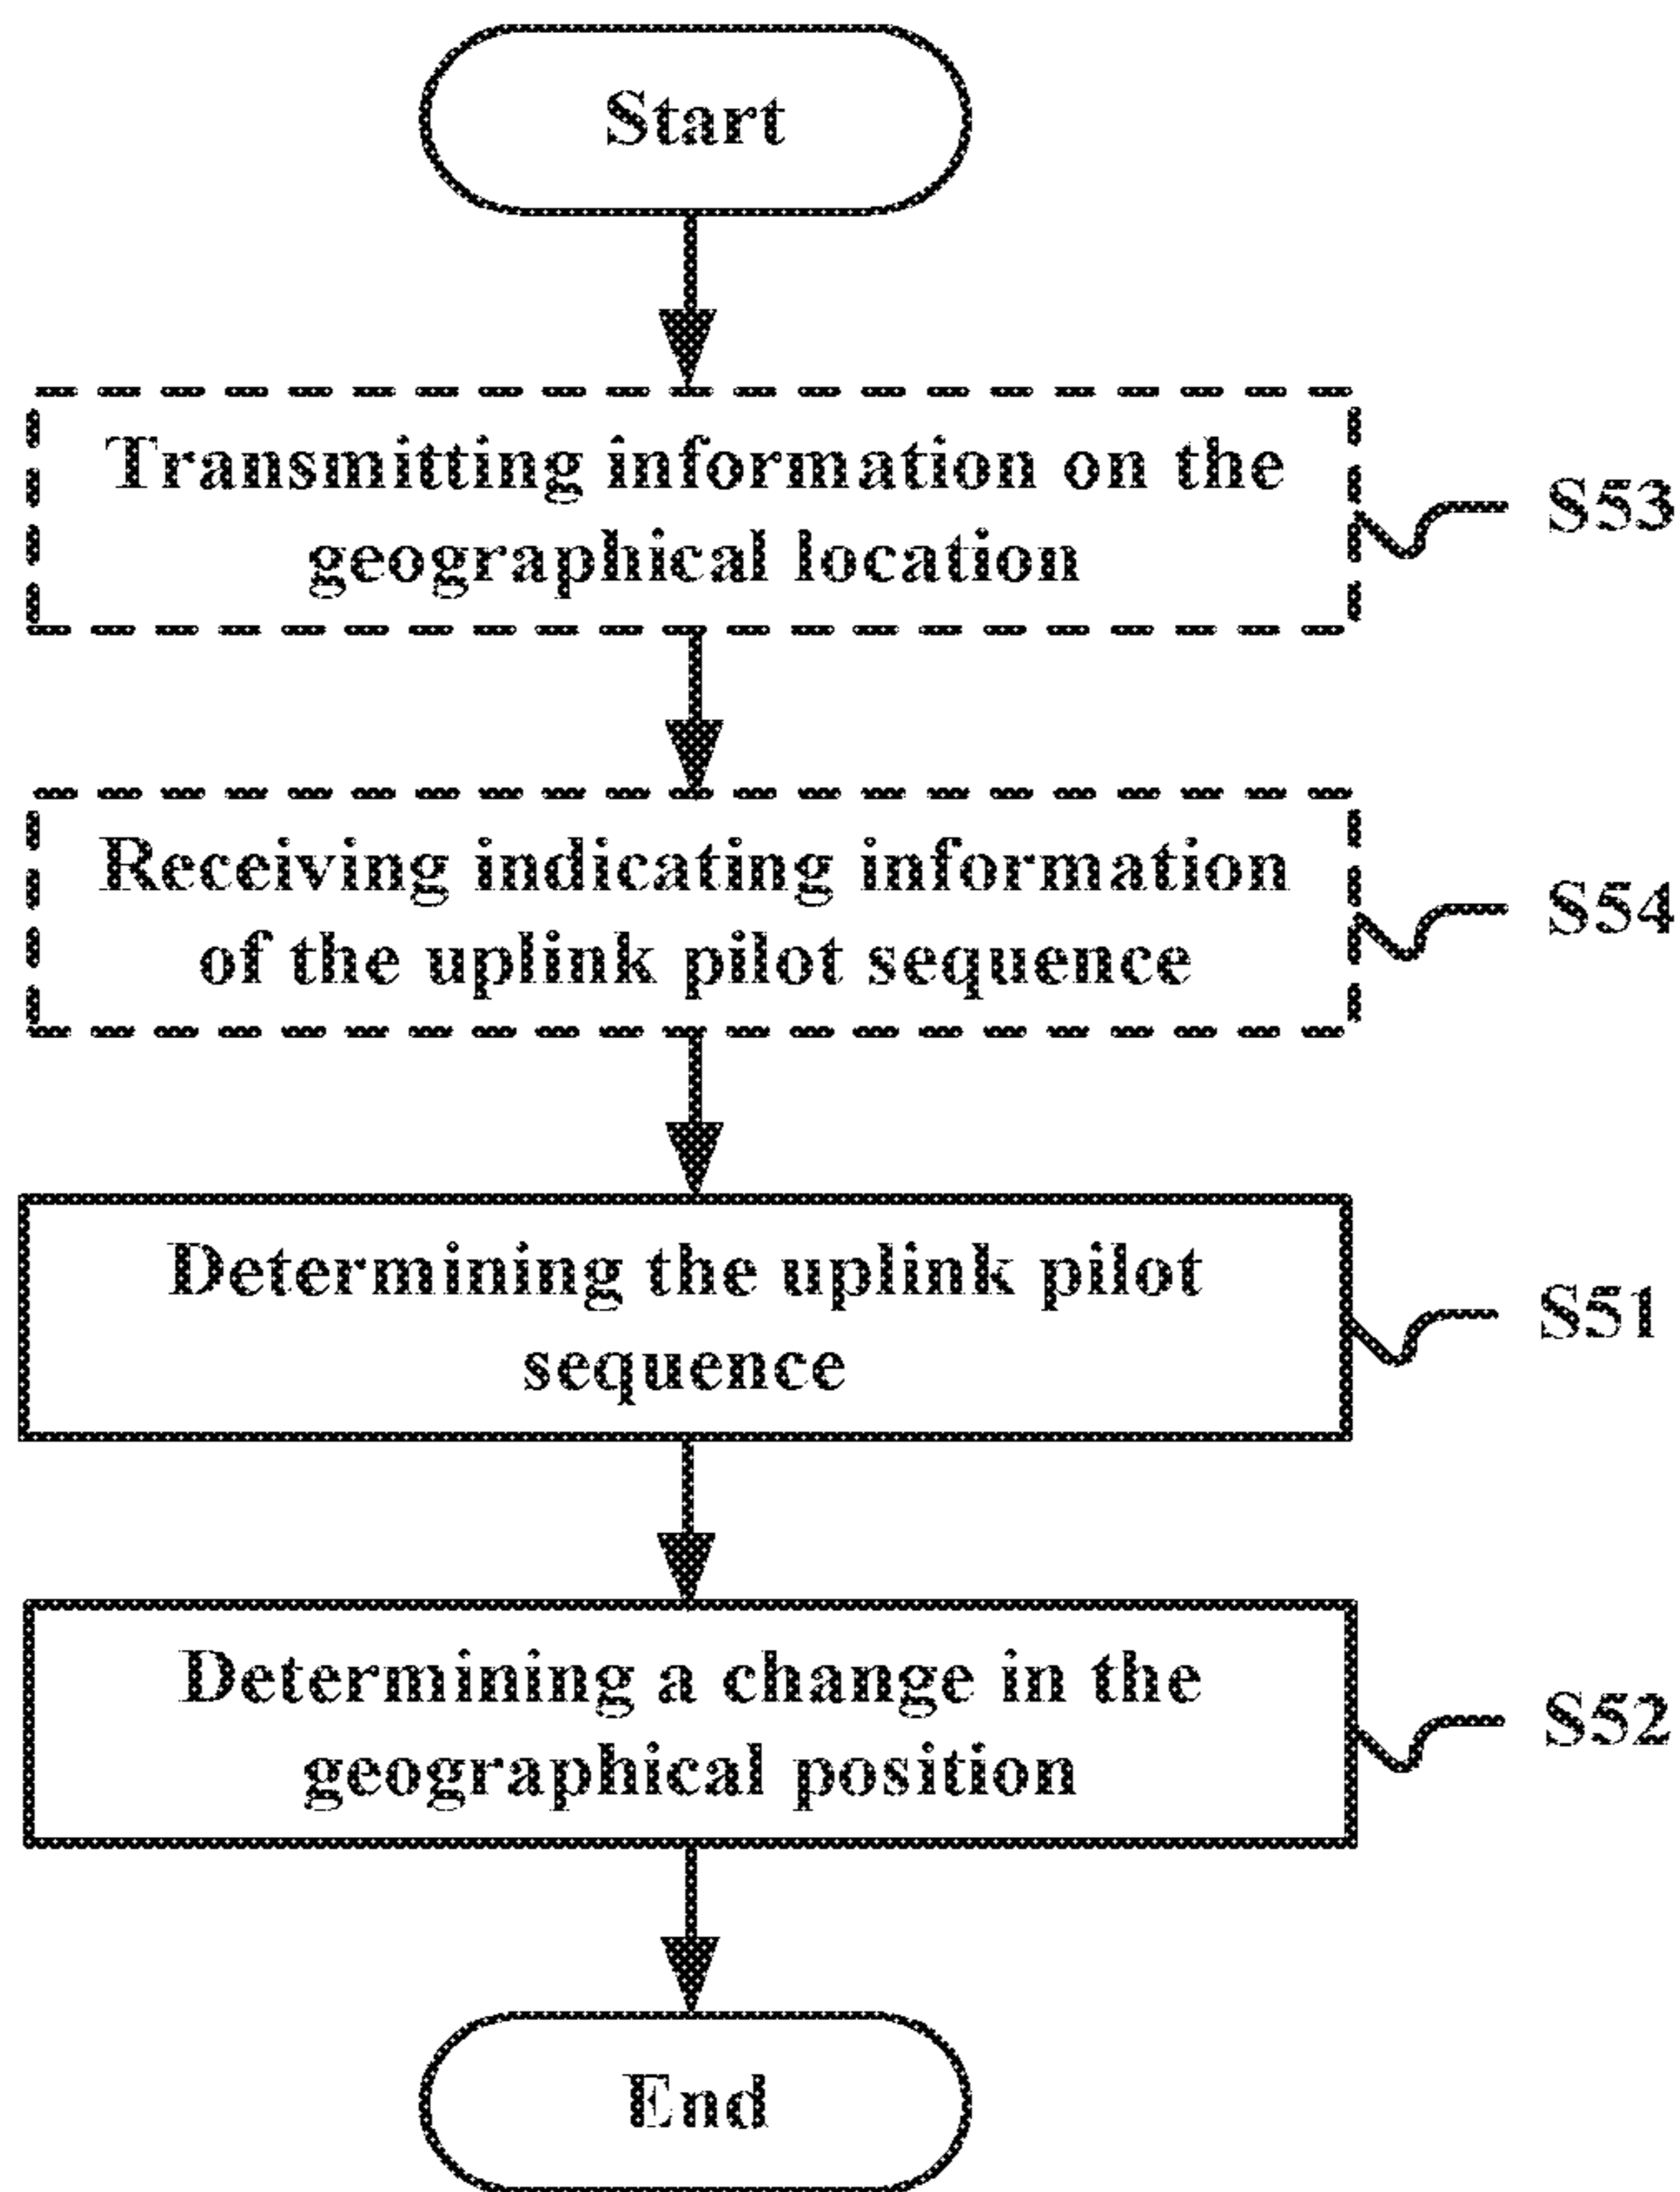 Start
Transmitting information on the
geographical location
S53
Receiving indicating information
of the uplink pilot sequence
S54
Determining the uplink pilot
sequence
S51
Determining a change in the
geographical position
S52
End